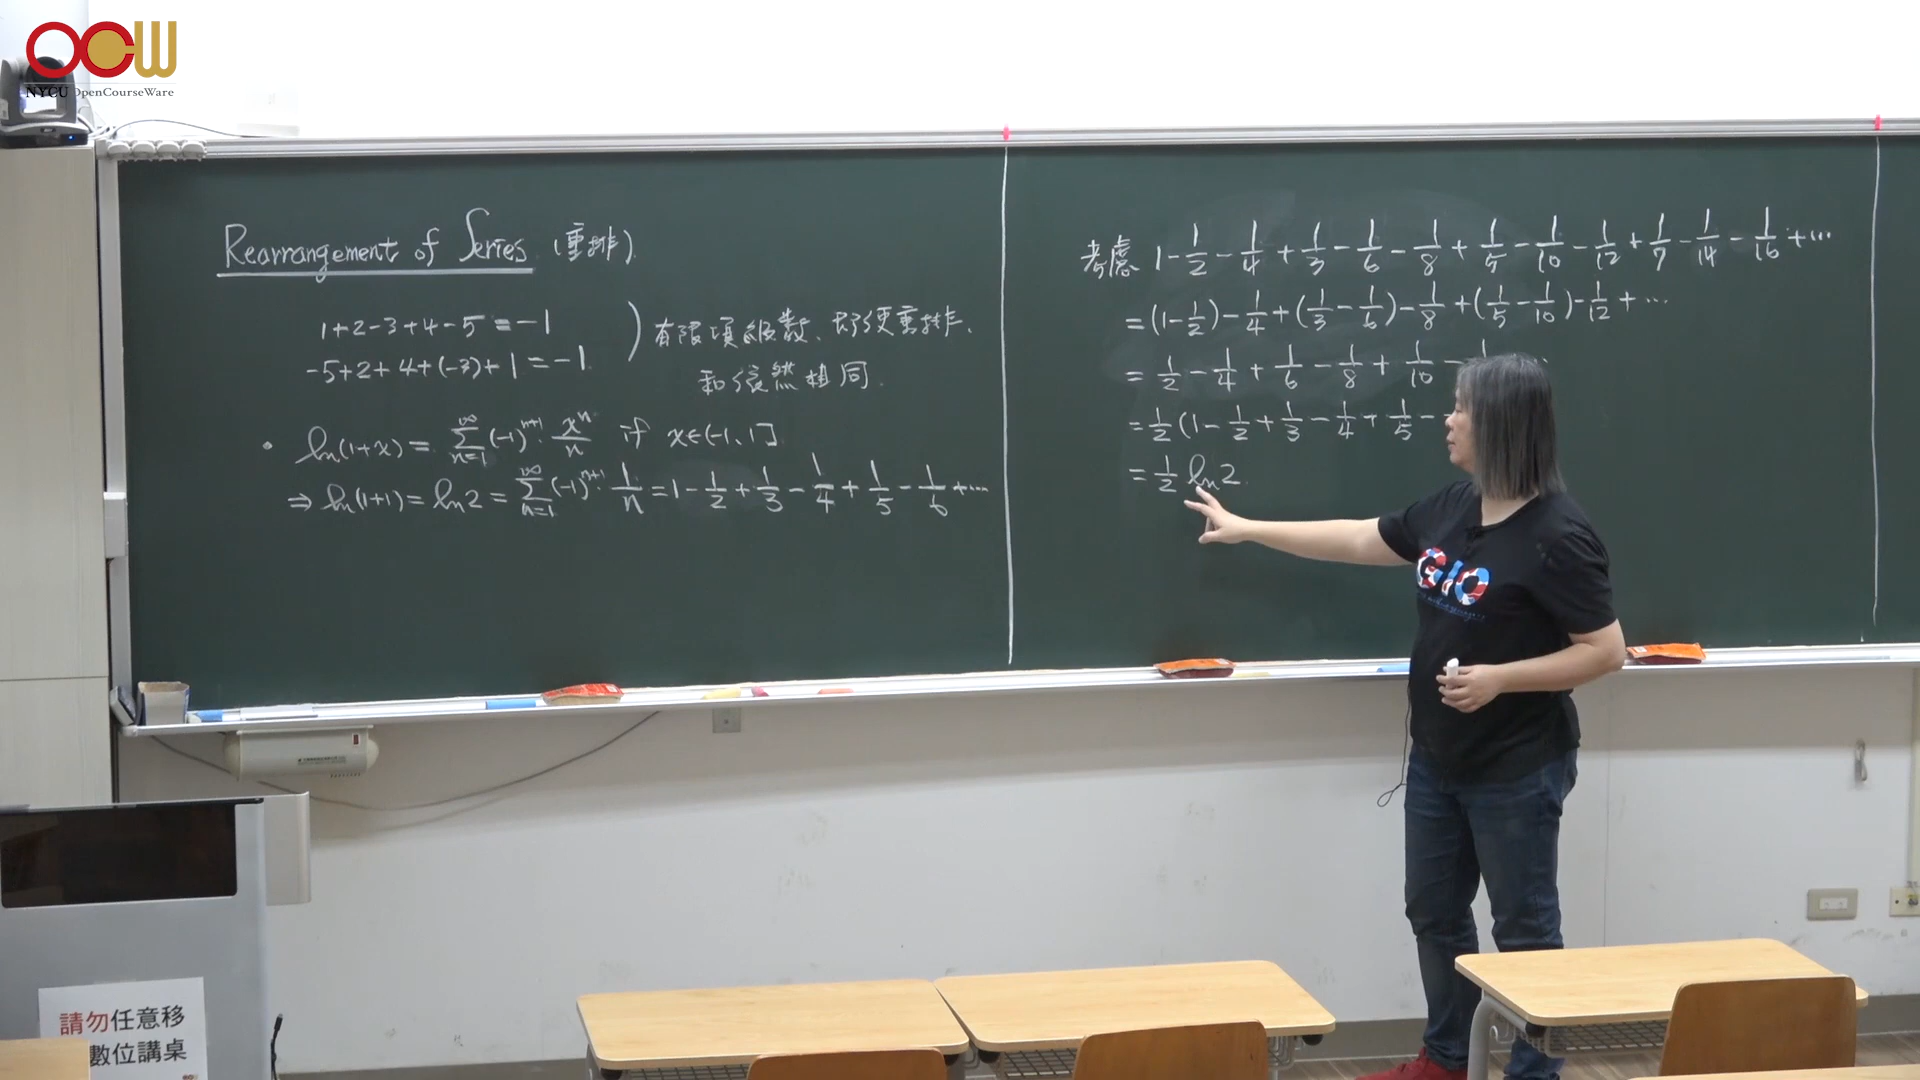 OCW
NYCU OpenCourseWare
Rearrangement of Series (重排)
1+2-3+4-5 = -1
-5+2+4+(-3)+1 = -1
有限項級數、即便重排、
和依然相同.
• ln(1+x) = ∑_{n=1}^{∞} (-1)^{n+1}· x^n/n if x∈(-1, 1]
⇒ ln(1+1) = ln2 = ∑_{n=1}^{∞} (-1)^{n+1}· 1/n = 1 - 1/2 + 1/3 - 1/4 + 1/5 - 1/6 + ⋯
考慮 1 - 1/2 - 1/4 + 1/3 - 1/6 - 1/8 + 1/5 - 1/10 - 1/12 + 1/7 - 1/14 - 1/16 + ⋯
= (1 - 1/2) - 1/4 + (1/3 - 1/6) - 1/8 + (1/5 - 1/10) - 1/12 + ⋯
= 1/2 - 1/4 + 1/6 - 1/8 + 1/10 -
= 1/2 (1 - 1/2 + 1/3 - 1/4 + 1/5 -
= 1/2 ln2.
GIO
請勿任意移
數位講桌